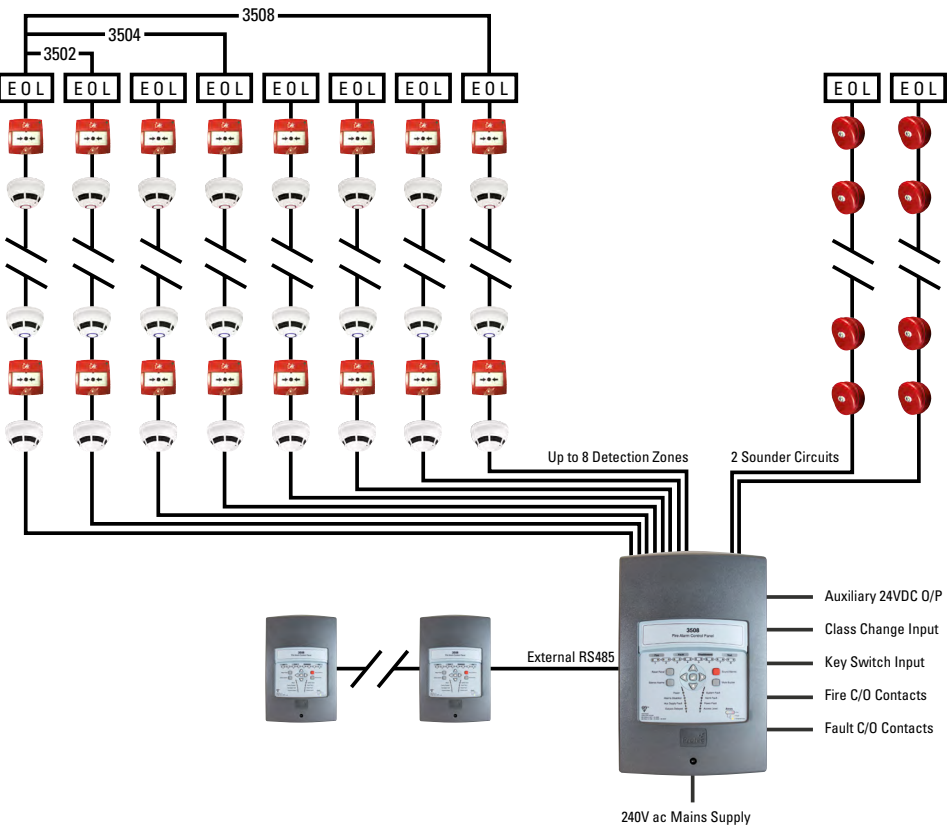 3508
3504
3502
EOL
EOL
EOL
EOL
EOL
EOL
EOL
EOL
EOL
EOL
Up to 8 Detection Zones
2 Sounder Circuits
3508
Fire Alarm Control Panel
External RS485
Auxiliary 24VDC O/P
Class Change Input
Key Switch Input
Fire C/O Contacts
Fault C/O Contacts
240V ac Mains Supply